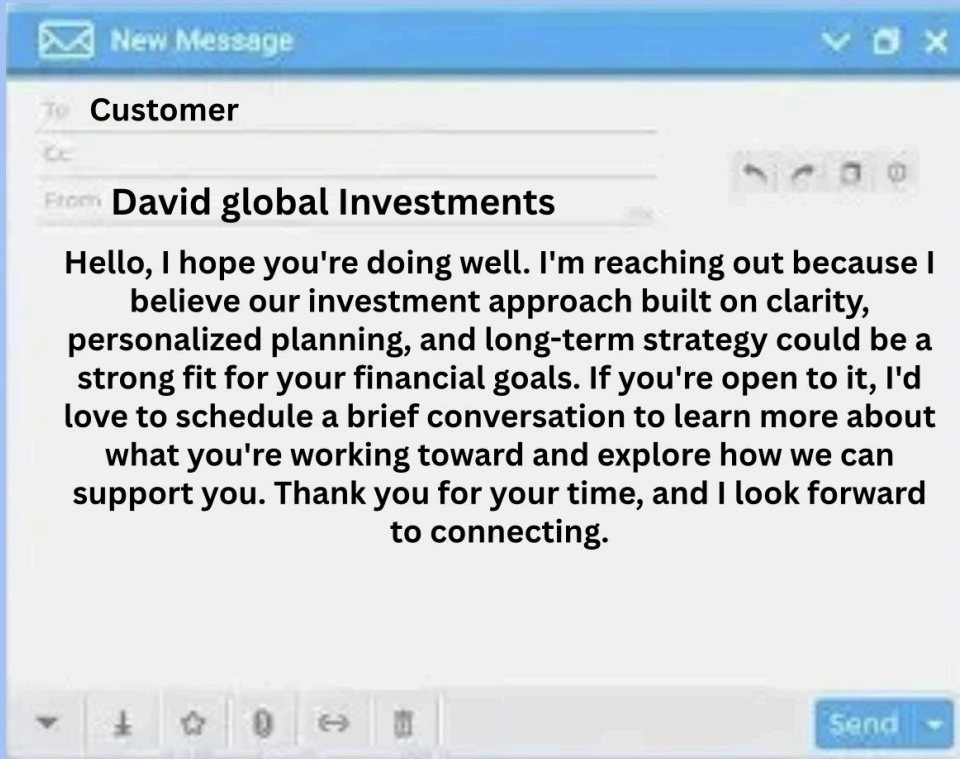 New Message
To Customer
Cc
From David global Investments
Hello, I hope you're doing well. I'm reaching out because I
believe our investment approach built on clarity,
personalized planning, and long-term strategy could be a
strong fit for your financial goals. If you're open to it, I'd
love to schedule a brief conversation to learn more about
what you're working toward and explore how we can
support you. Thank you for your time, and I look forward
to connecting.
Send